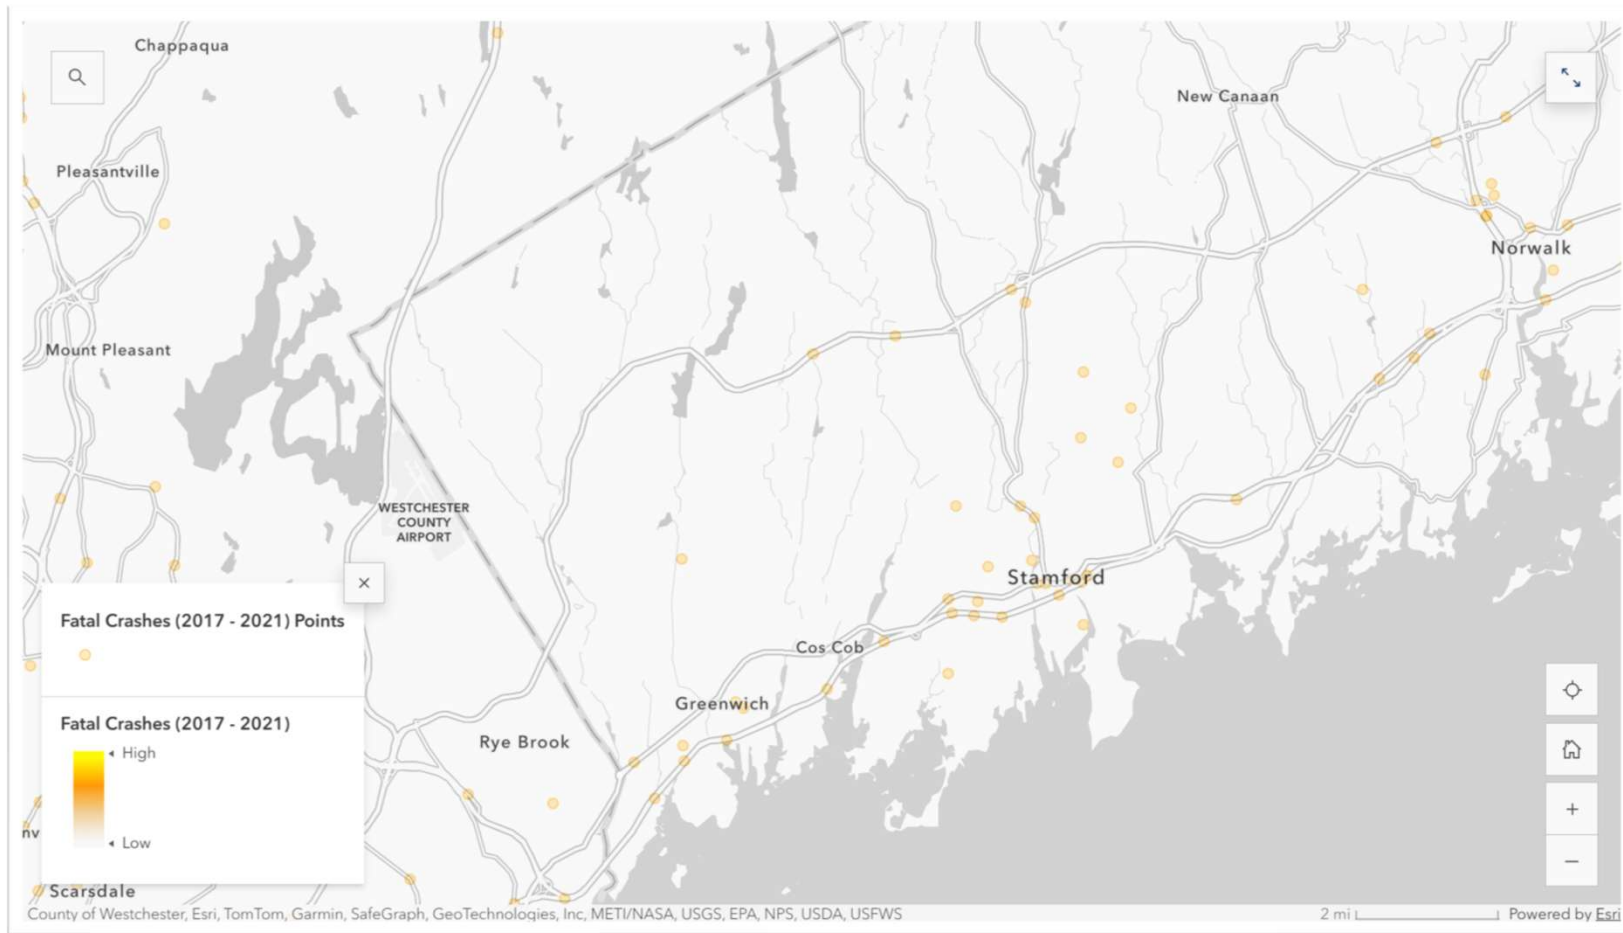 Chappaqua
New Canaan
Pleasantville
Norwalk
Mount Pleasant
WESTCHESTER
COUNTY
AIRPORT
Stamford
Fatal Crashes (2017 - 2021) Points
Cos Cob
Greenwich
Fatal Crashes (2017 - 2021)
Rye Brook
High
nv
Low
Scarsdale
County of Westchester, Esri, TomTom, Garmin, SafeGraph, GeoTechnologies, Inc, METI/NASA, USGS, EPA, NPS, USDA, USFWS
2 mi
Powered by Esri